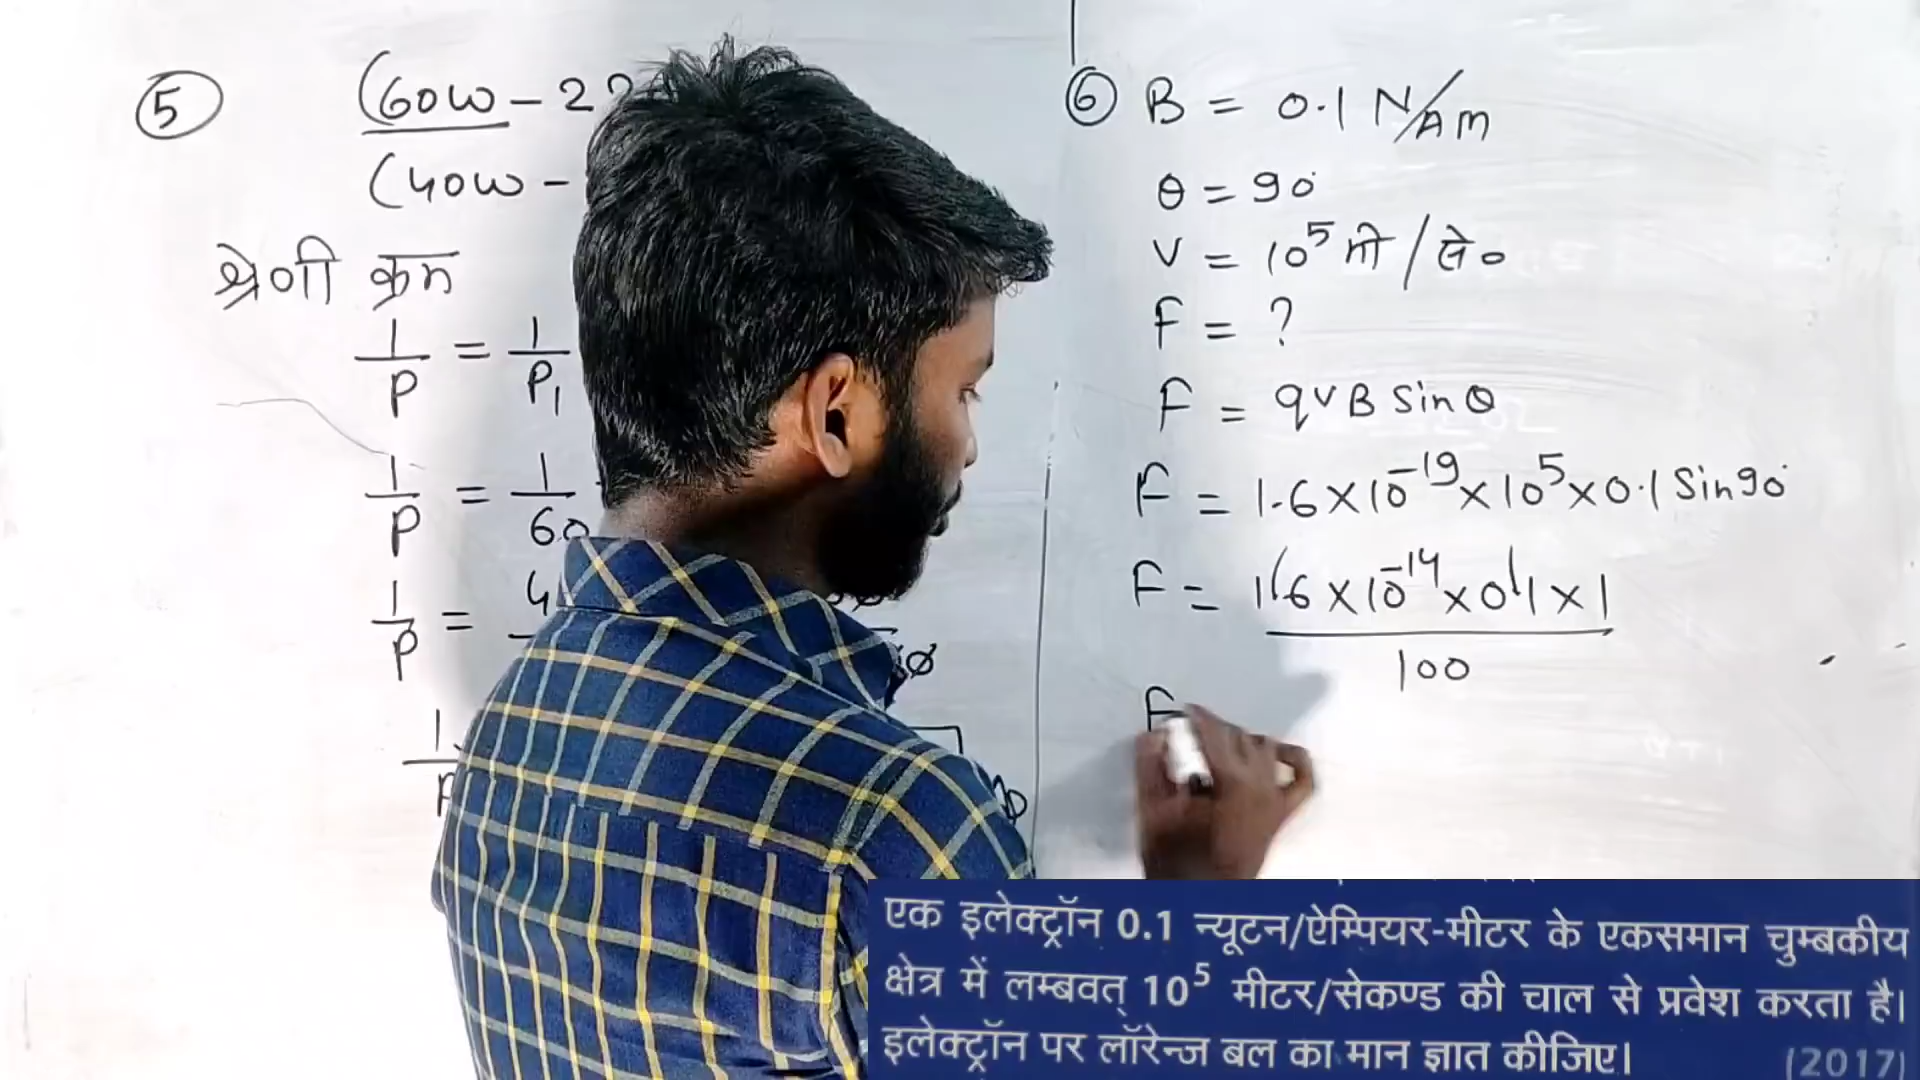 ⑤ (60W - 22
(40W -
श्रेणी क्रम
1/P = 1/P₁
1/P = 1/60
1/P = 4
1
⑥ B = 0.1 N/Am
θ = 90°
V = 10⁵ मी/से०
F = ?
F = qvB Sinθ
F = 1.6×10⁻¹⁹×10⁵×0.1 Sin90°
F = 1.6×10⁻¹⁴×0.1×1
100
F
एक इलेक्ट्रॉन 0.1 न्यूटन/ऐम्पियर-मीटर के एकसमान चुम्बकीय
क्षेत्र में लम्बवत् 10⁵ मीटर/सेकण्ड की चाल से प्रवेश करता है।
इलेक्ट्रॉन पर लॉरेन्ज बल का मान ज्ञात कीजिए। (2017)